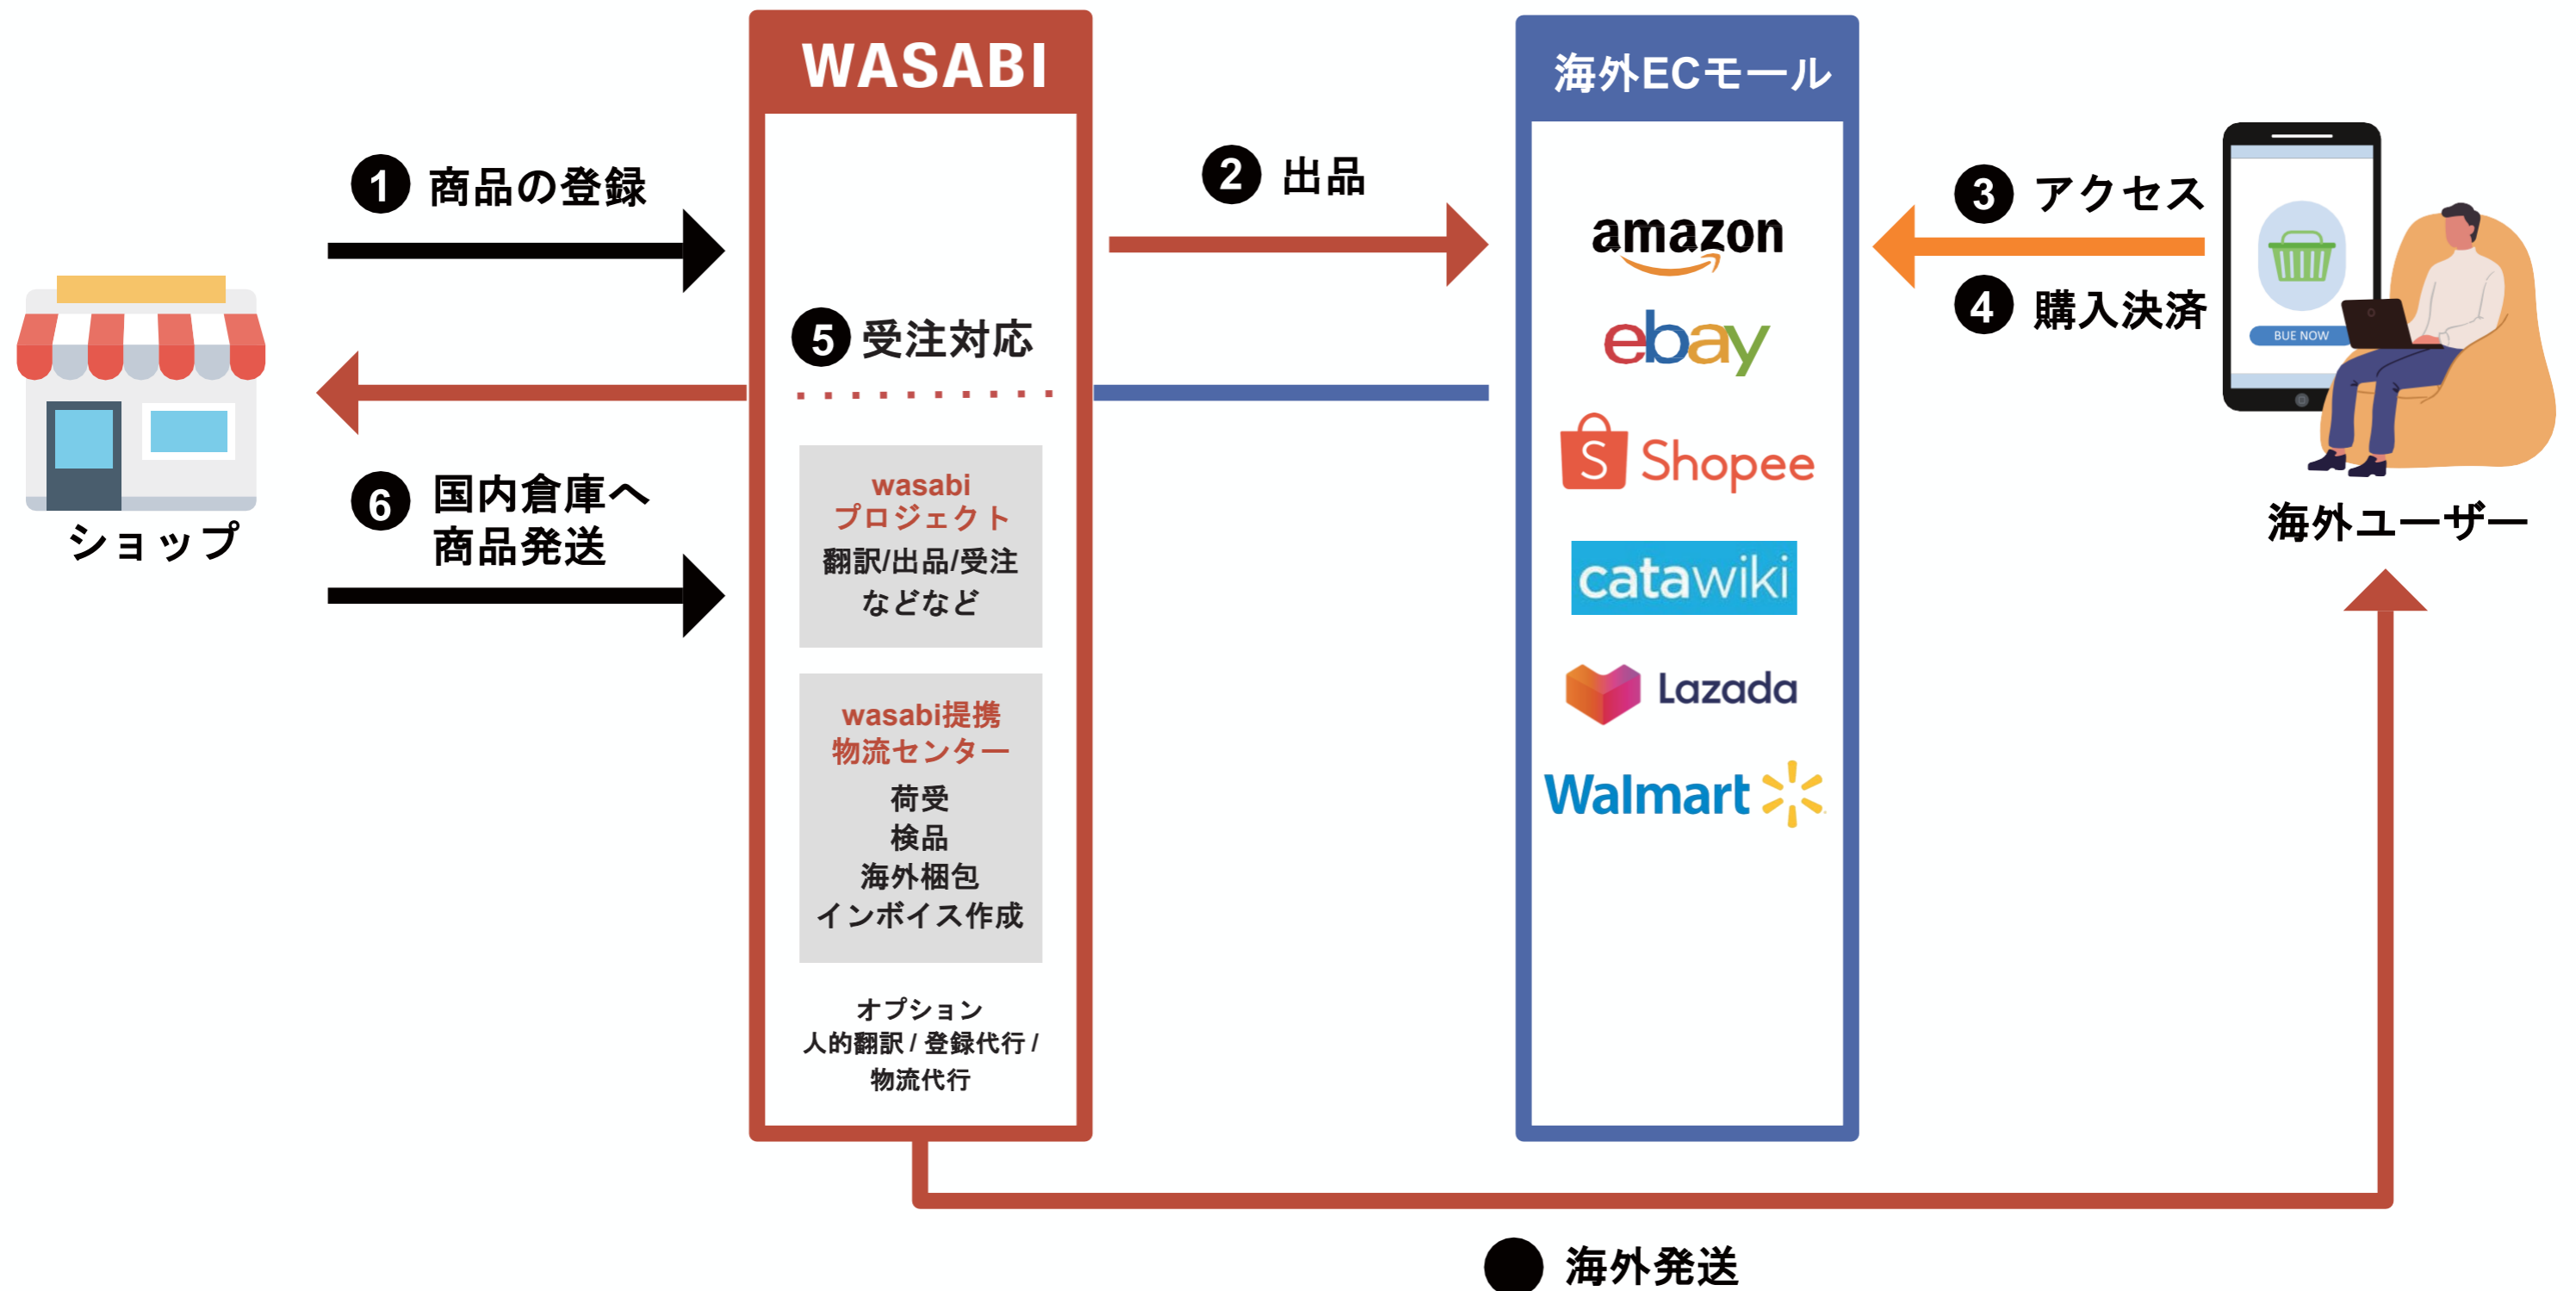 WASABI
海外ECモール
1 商品の登録
2 出品
3 アクセス
4 購入決済
BUE NOW
海外ユーザー
ショップ
5 受注対応
6 国内倉庫へ
商品発送
wasabi
プロジェクト
翻訳/出品/受注
などなど
wasabi提携
物流センター
荷受
検品
海外梱包
インボイス作成
オプション
人的翻訳 / 登録代行 /
物流代行
amazon
ebay
S Shopee
catawiki
Lazada
Walmart
海外発送